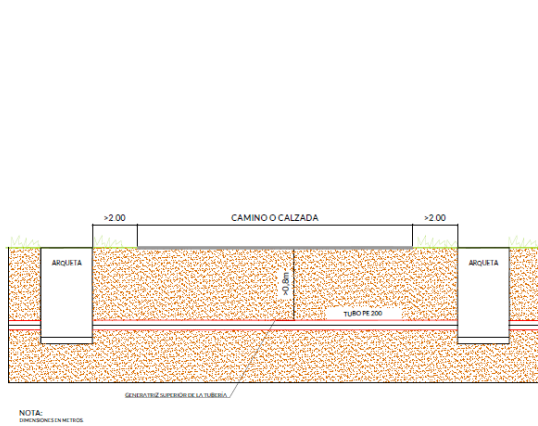 >2.00 CAMINO O CALZADA >2.00
ARQUETA ARQUETA
>0,8m
TUBO PE 200
GENERATRIZ SUPERIOR DE LA TUBERÍA
NOTA:
DIMENSIONES EN METROS.